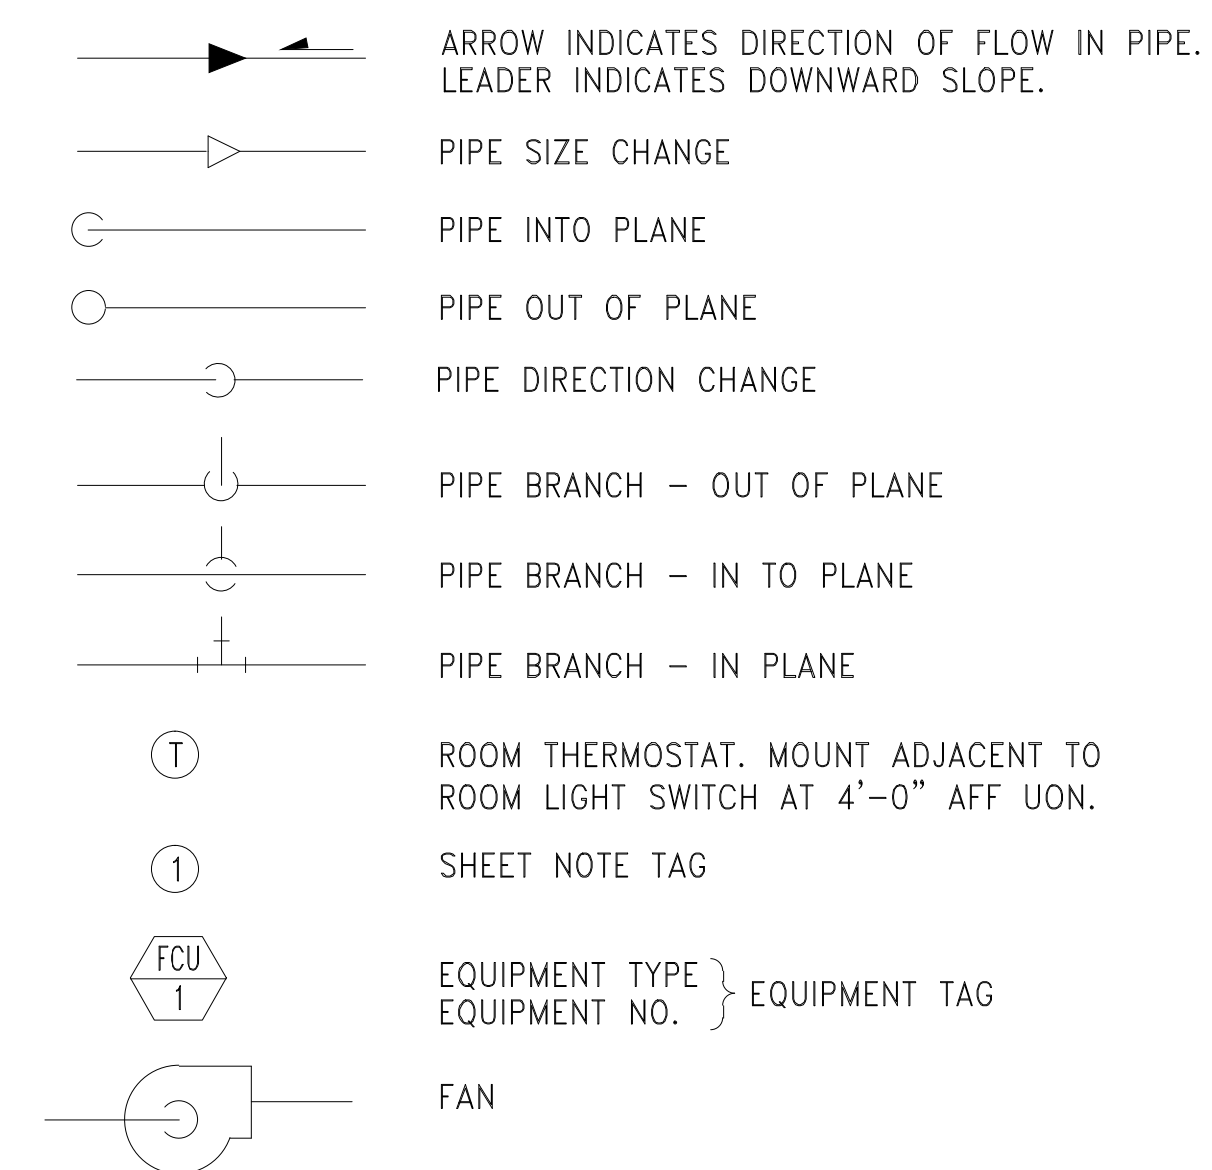 ARROW INDICATES DIRECTION OF FLOW IN PIPE.
LEADER INDICATES DOWNWARD SLOPE.
PIPE SIZE CHANGE
PIPE INTO PLANE
PIPE OUT OF PLANE
PIPE DIRECTION CHANGE
PIPE BRANCH – OUT OF PLANE
PIPE BRANCH – IN TO PLANE
PIPE BRANCH – IN PLANE
T
ROOM THERMOSTAT. MOUNT ADJACENT TO
ROOM LIGHT SWITCH AT 4’–0” AFF UON.
1
SHEET NOTE TAG
FCU
1
EQUIPMENT TYPE
EQUIPMENT NO.
EQUIPMENT TAG
FAN